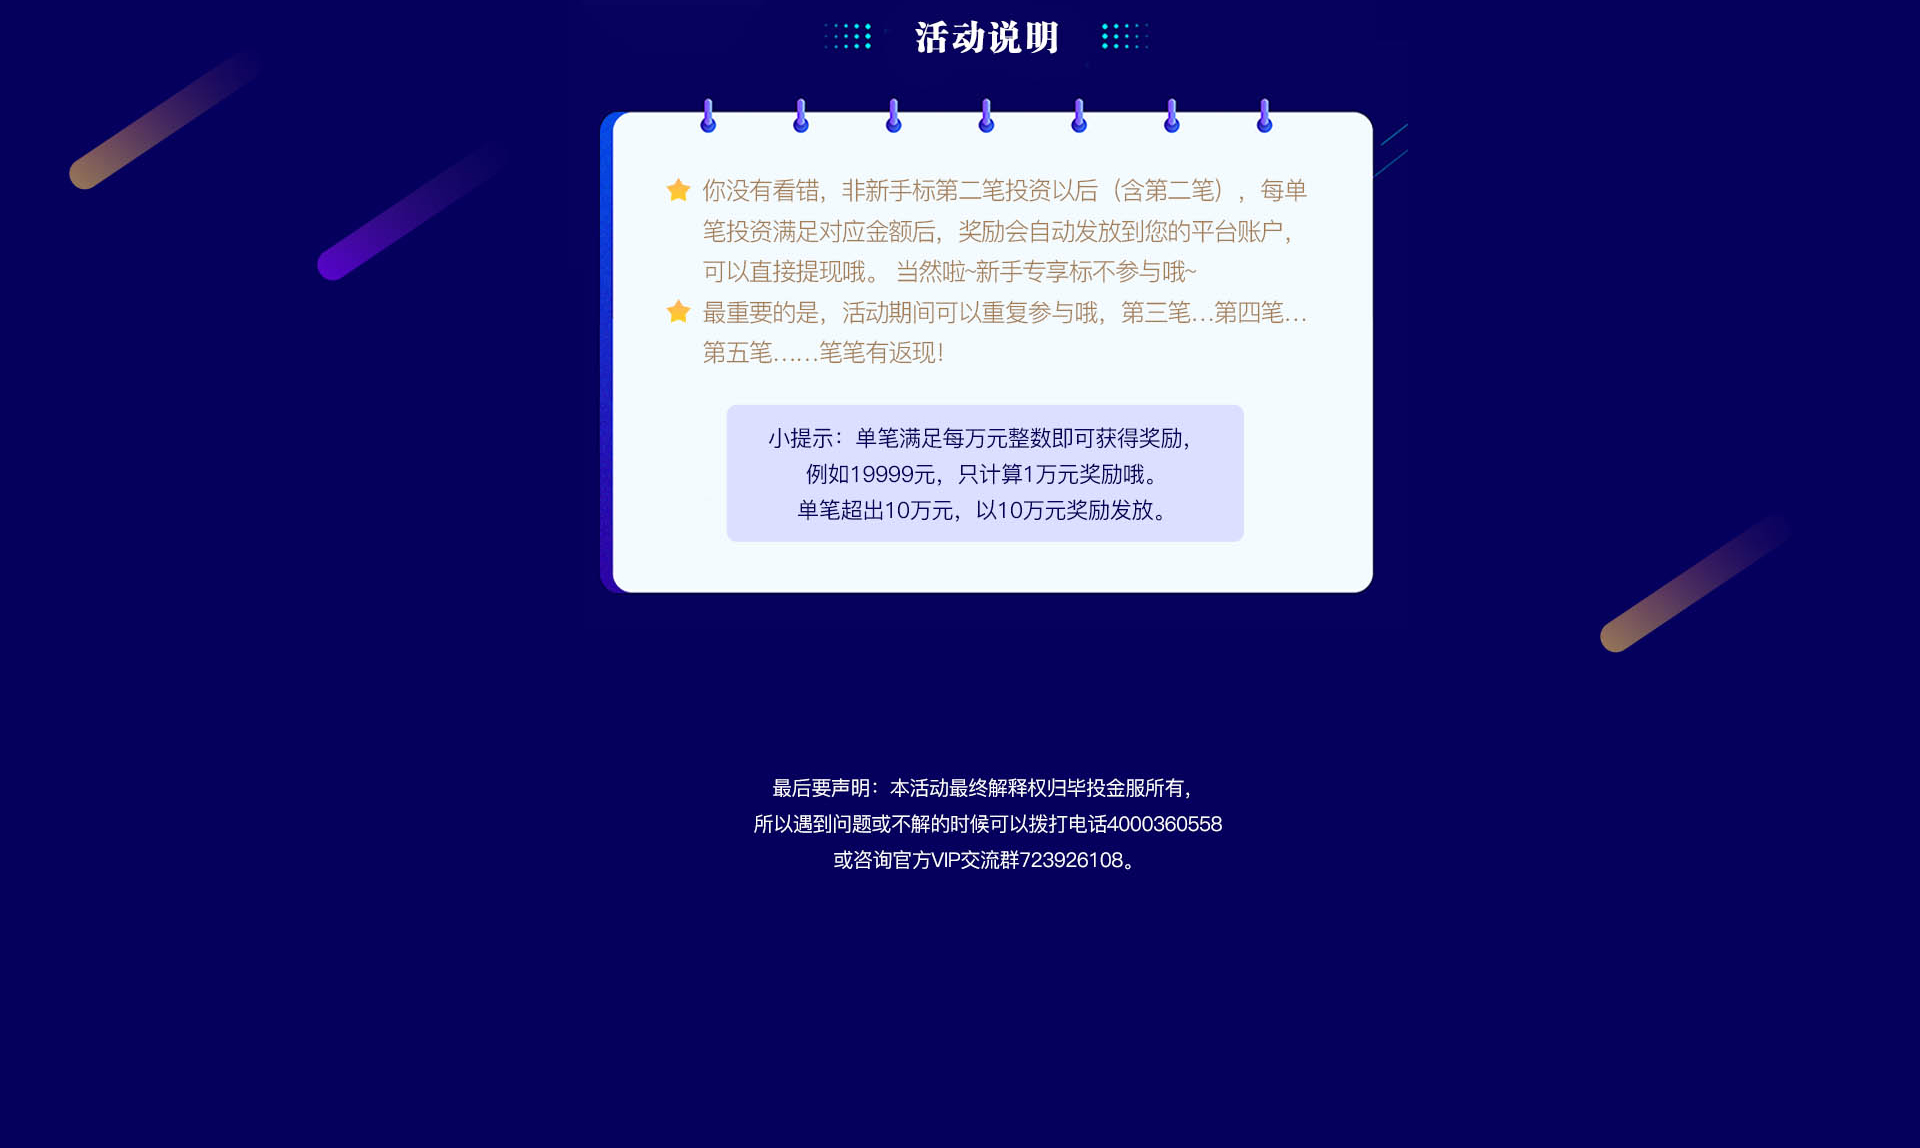 活动说明
你没有看错，非新手标第二笔投资以后（含第二笔），每单
笔投资满足对应金额后，奖励会自动发放到您的平台账户，
可以直接提现哦。 当然啦~新手专享标不参与哦~
最重要的是，活动期间可以重复参与哦，第三笔...第四笔...
第五笔......笔笔有返现！
小提示：单笔满足每万元整数即可获得奖励，
例如19999元，只计算1万元奖励哦。
单笔超出10万元，以10万元奖励发放。
最后要声明：本活动最终解释权归毕投金服所有，
所以遇到问题或不解的时候可以拨打电话4000360558
或咨询官方VIP交流群723926108。